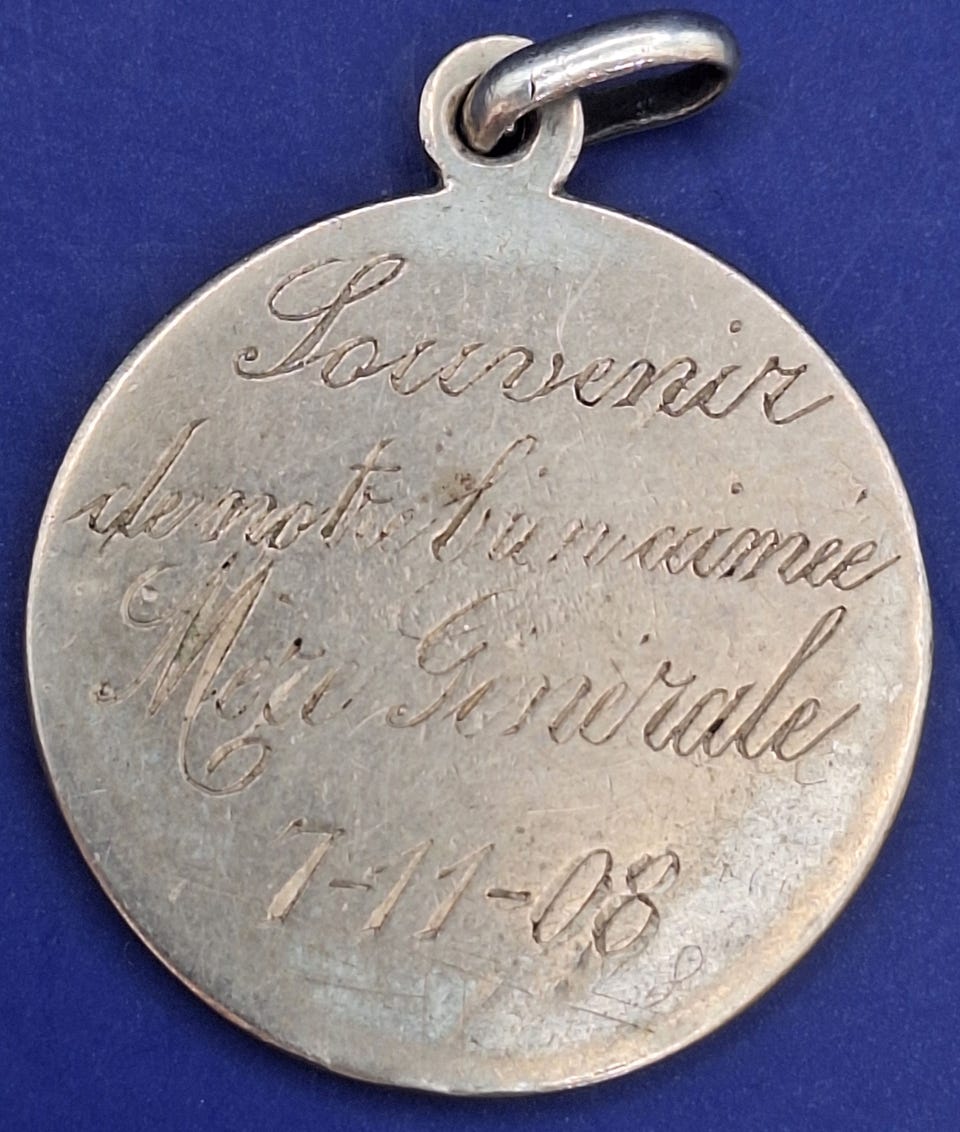 Souvenir
de notre bien aimée
Mère Générale
7-11-08